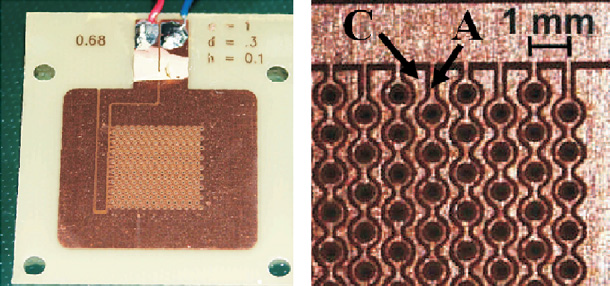 0.68
c = 1
d = .3
h = 0.1
C
A
1 mm